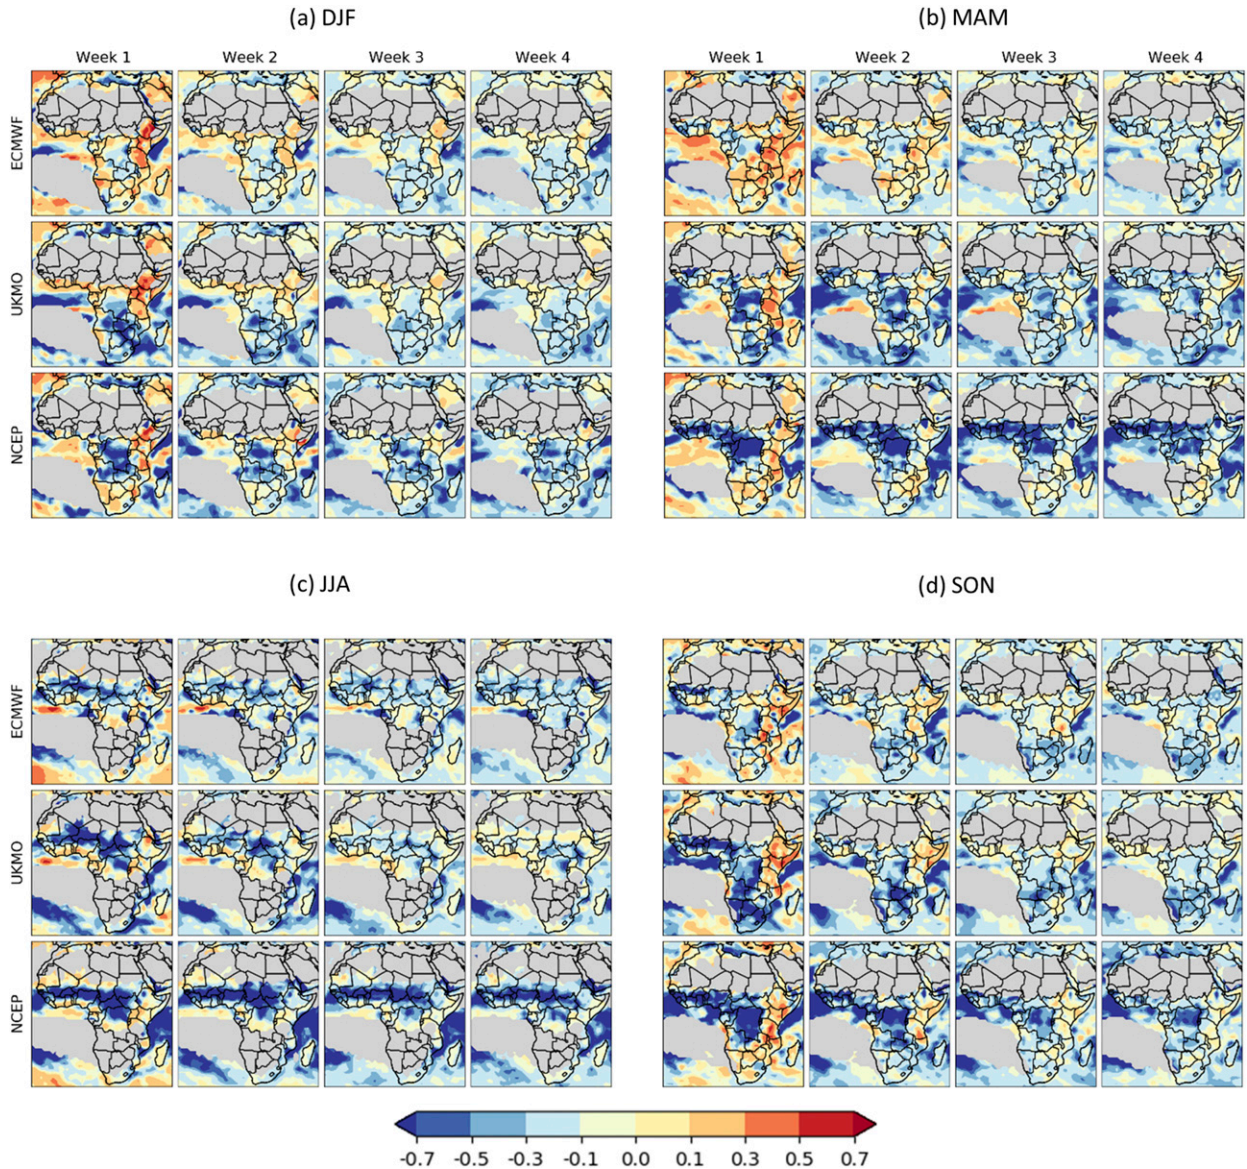 (a) DJF
(b) MAM
Week 1 Week 2 Week 3 Week 4
Week 1 Week 2 Week 3 Week 4
ECMWF
UKMO
NCEP
(c) JJA
(d) SON
ECMWF
UKMO
NCEP
-0.7 -0.5 -0.3 -0.1 0.0 0.1 0.3 0.5 0.7